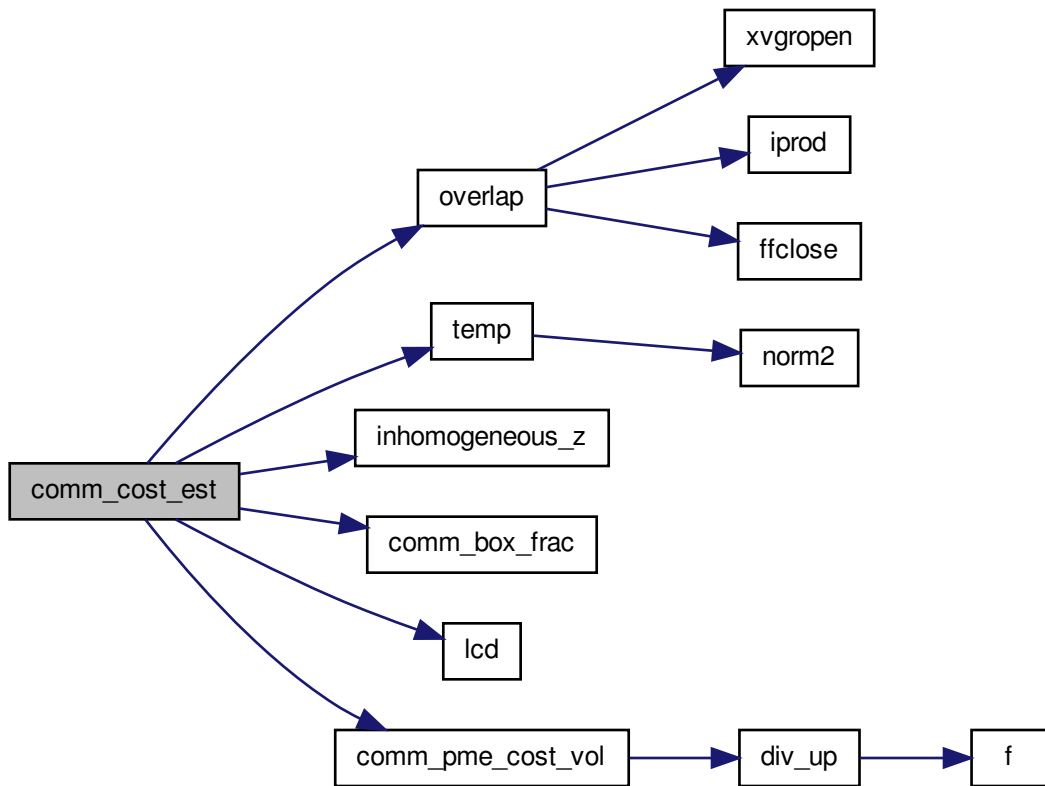 xvgropen
iprod
overlap
ffclose
temp
norm2
inhomogeneous_z
comm_cost_est
comm_box_frac
lcd
comm_pme_cost_vol
div_up
f